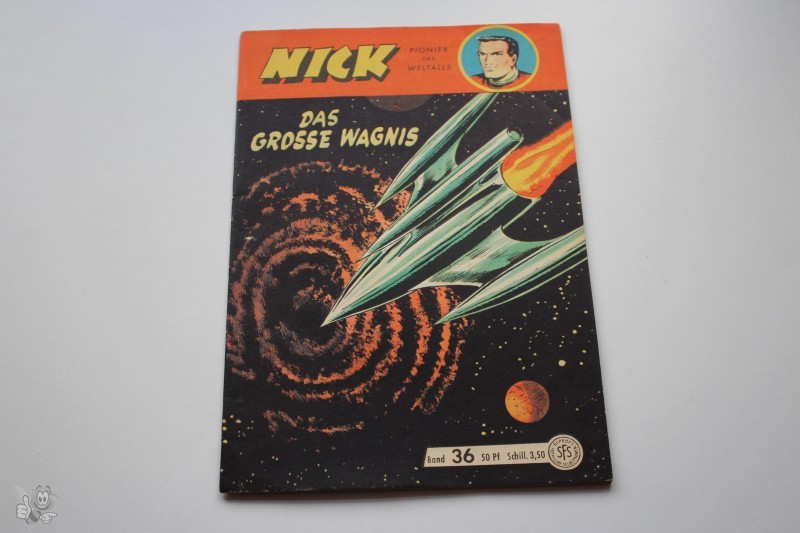 NICK
PIONIER
DES
WELTALLS
DAS
GROSSE WAGNIS
Band 36 50 Pf Schill. 3,50
SFS